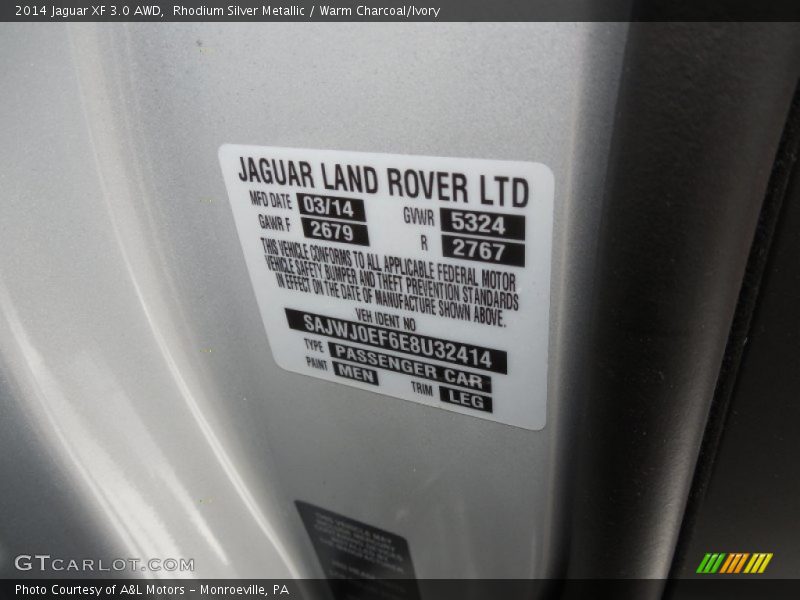 2014 Jaguar XF 3.0 AWD,  Rhodium Silver Metallic / Warm Charcoal/Ivory
JAGUAR LAND ROVER LTD
MFD DATE 03/14 GVWR 5324
GAWR F 2679 R 2767
THIS VEHICLE CONFORMS TO ALL APPLICABLE FEDERAL MOTOR
VEHICLE SAFETY BUMPER AND THEFT PREVENTION STANDARDS
IN EFFECT ON THE DATE OF MANUFACTURE SHOWN ABOVE.
VEH IDENT NO
SAJWJ0EF6E8U32414
TYPE PASSENGER CAR
PAINT MEN TRIM LEG
GTCARLOT.COM
Photo Courtesy of A&L Motors - Monroeville, PA